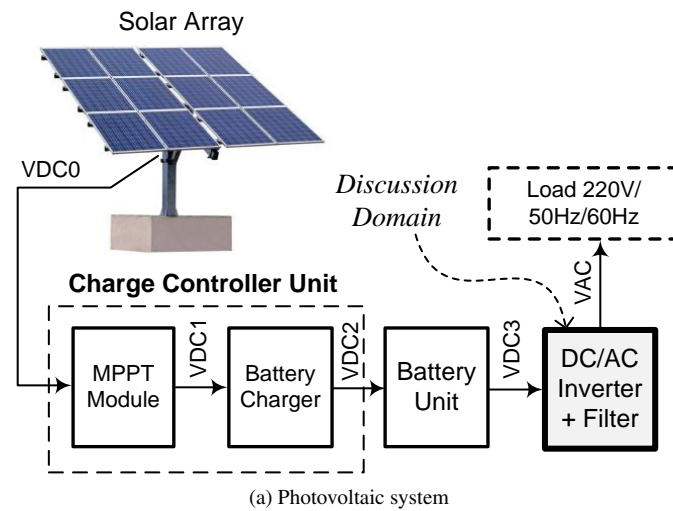 Solar Array
VDC0
Discussion
Domain
Load 220V/
50Hz/60Hz
VAC
Charge Controller Unit
MPPT
Module
VDC1
Battery
Charger
VDC2
Battery
Unit
VDC3
DC/AC
Inverter
+ Filter
(a) Photovoltaic system